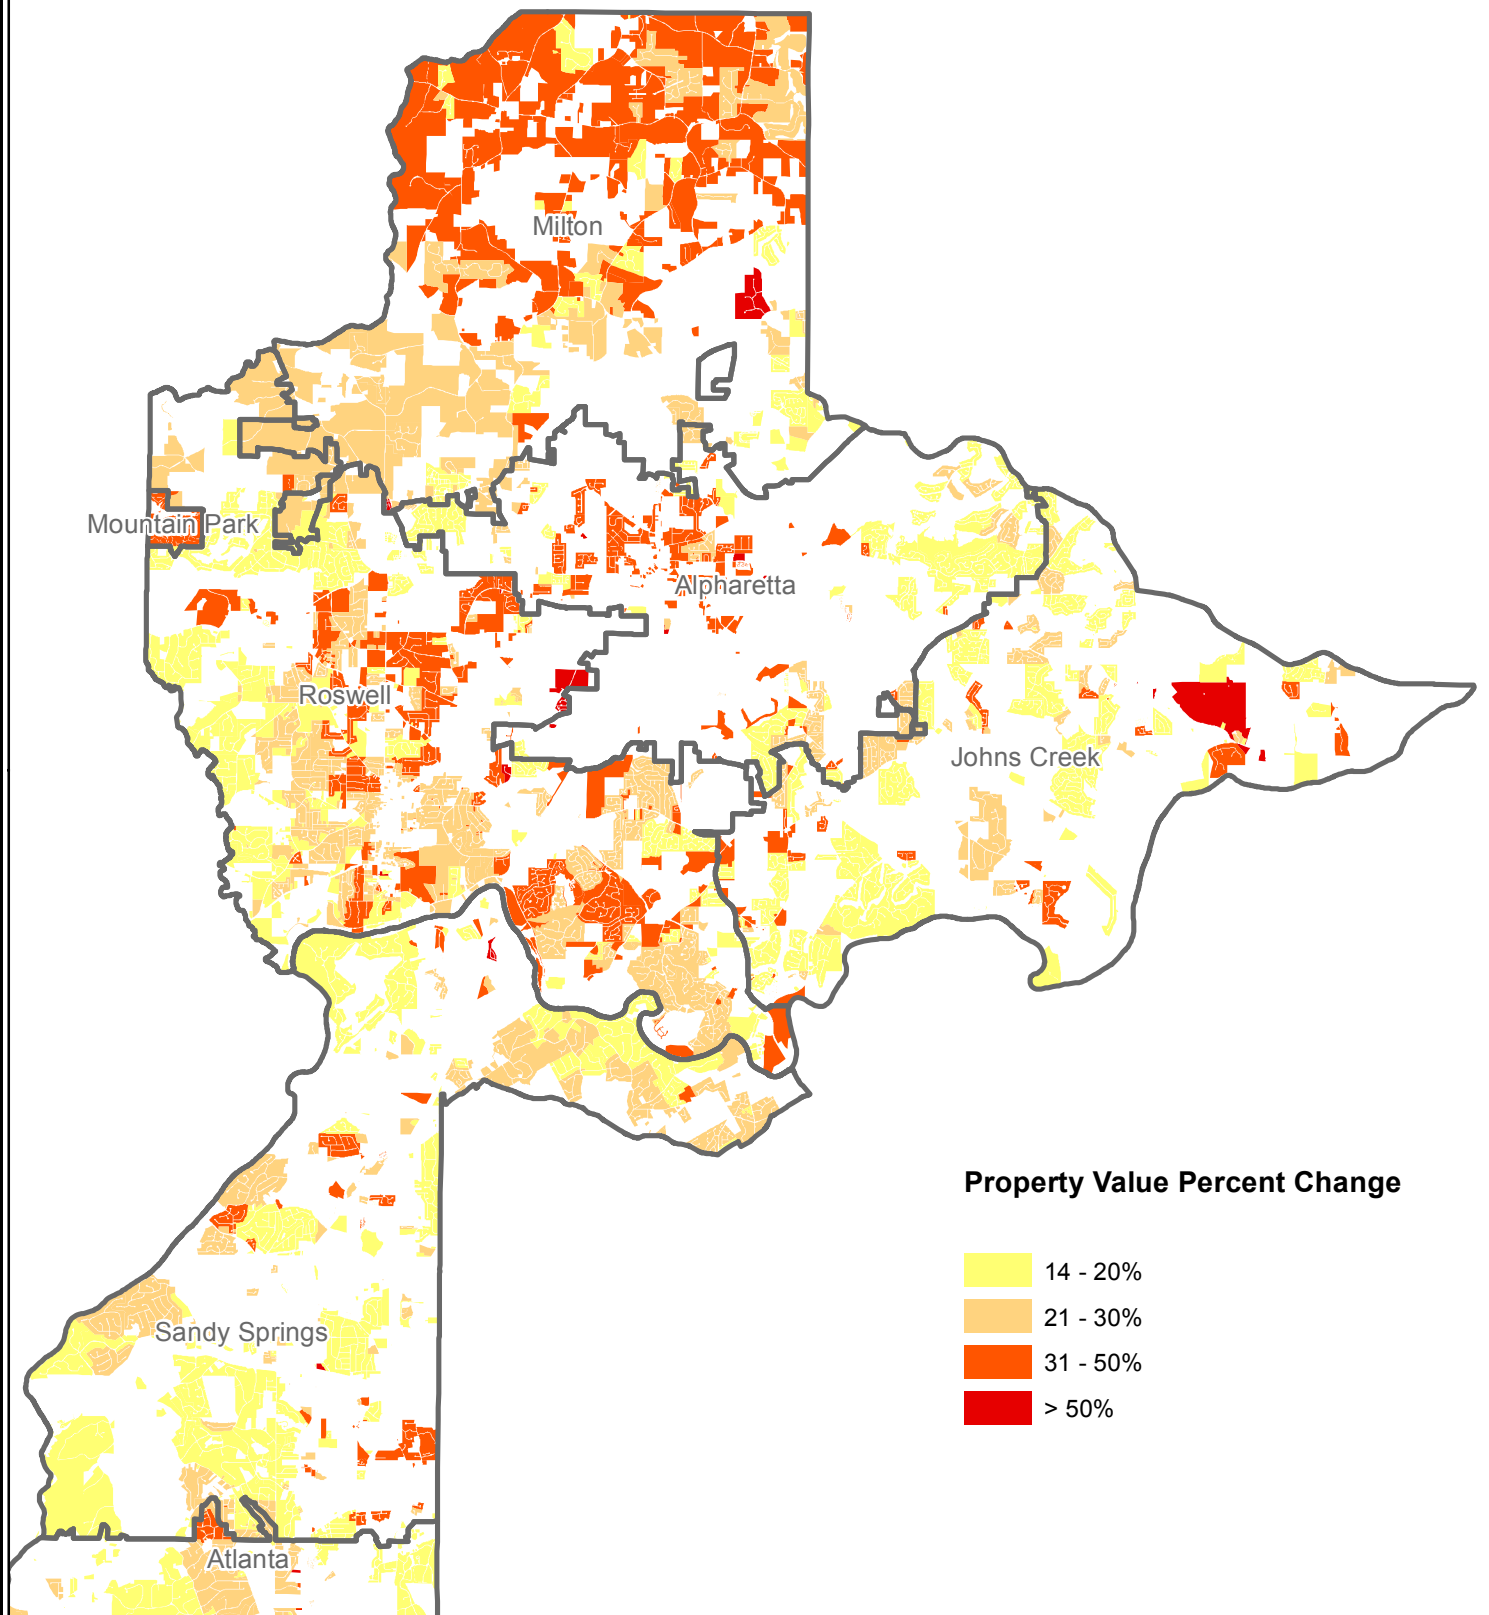 Milton
Mountain Park
Alpharetta
Roswell
Johns Creek
Property Value Percent Change
14 - 20%
21 - 30%
31 - 50%
> 50%
Sandy Springs
Atlanta